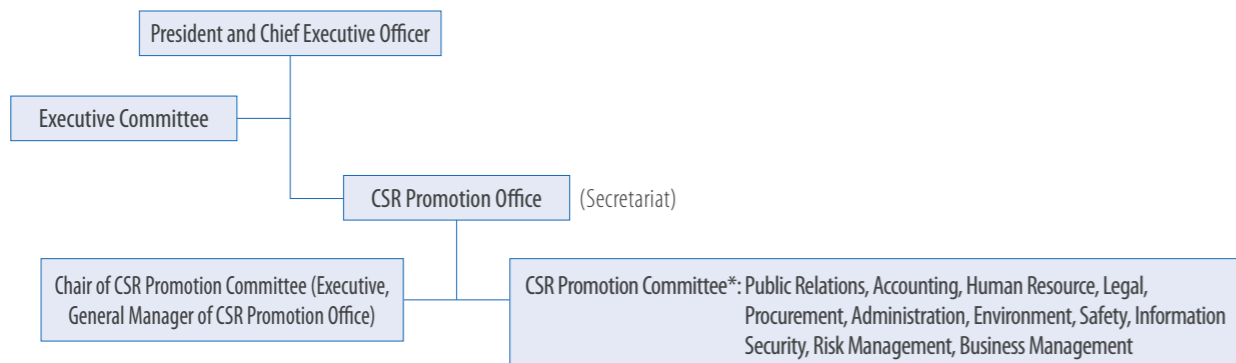 President and Chief Executive Officer
Executive Committee
CSR Promotion Office
(Secretariat)
Chair of CSR Promotion Committee (Executive,
General Manager of CSR Promotion Office)
CSR Promotion Committee*: Public Relations, Accounting, Human Resource, Legal,
Procurement, Administration, Environment, Safety, Information
Security, Risk Management, Business Management